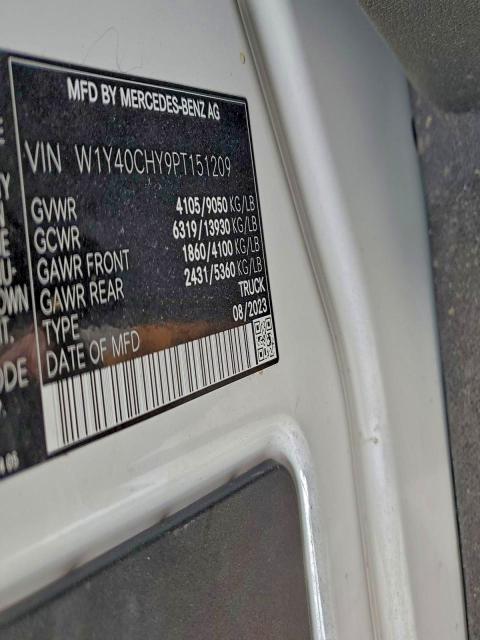 MFD BY MERCEDES-BENZ AG
VIN W1Y40CHY9PT151209
GVWR 4105/9050 KG/LB
GCWR 6319/13930 KG/LB
GAWR FRONT 1860/4100 KG/LB
GAWR REAR 2431/5360 KG/LB
TYPE TRUCK
DATE OF MFD 08/2023